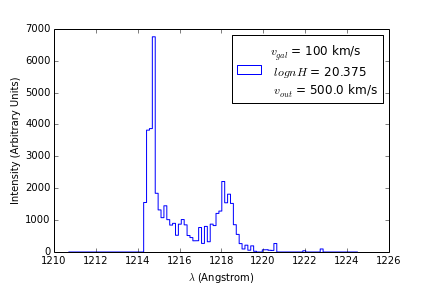 7000
6000
5000
4000
3000
2000
1000
0
Intensity (Arbitrary Units)
v_gal = 100 km/s
lognH = 20.375
v_out = 500.0 km/s
1210 1212 1214 1216 1218 1220 1222 1224 1226
λ (Angstrom)